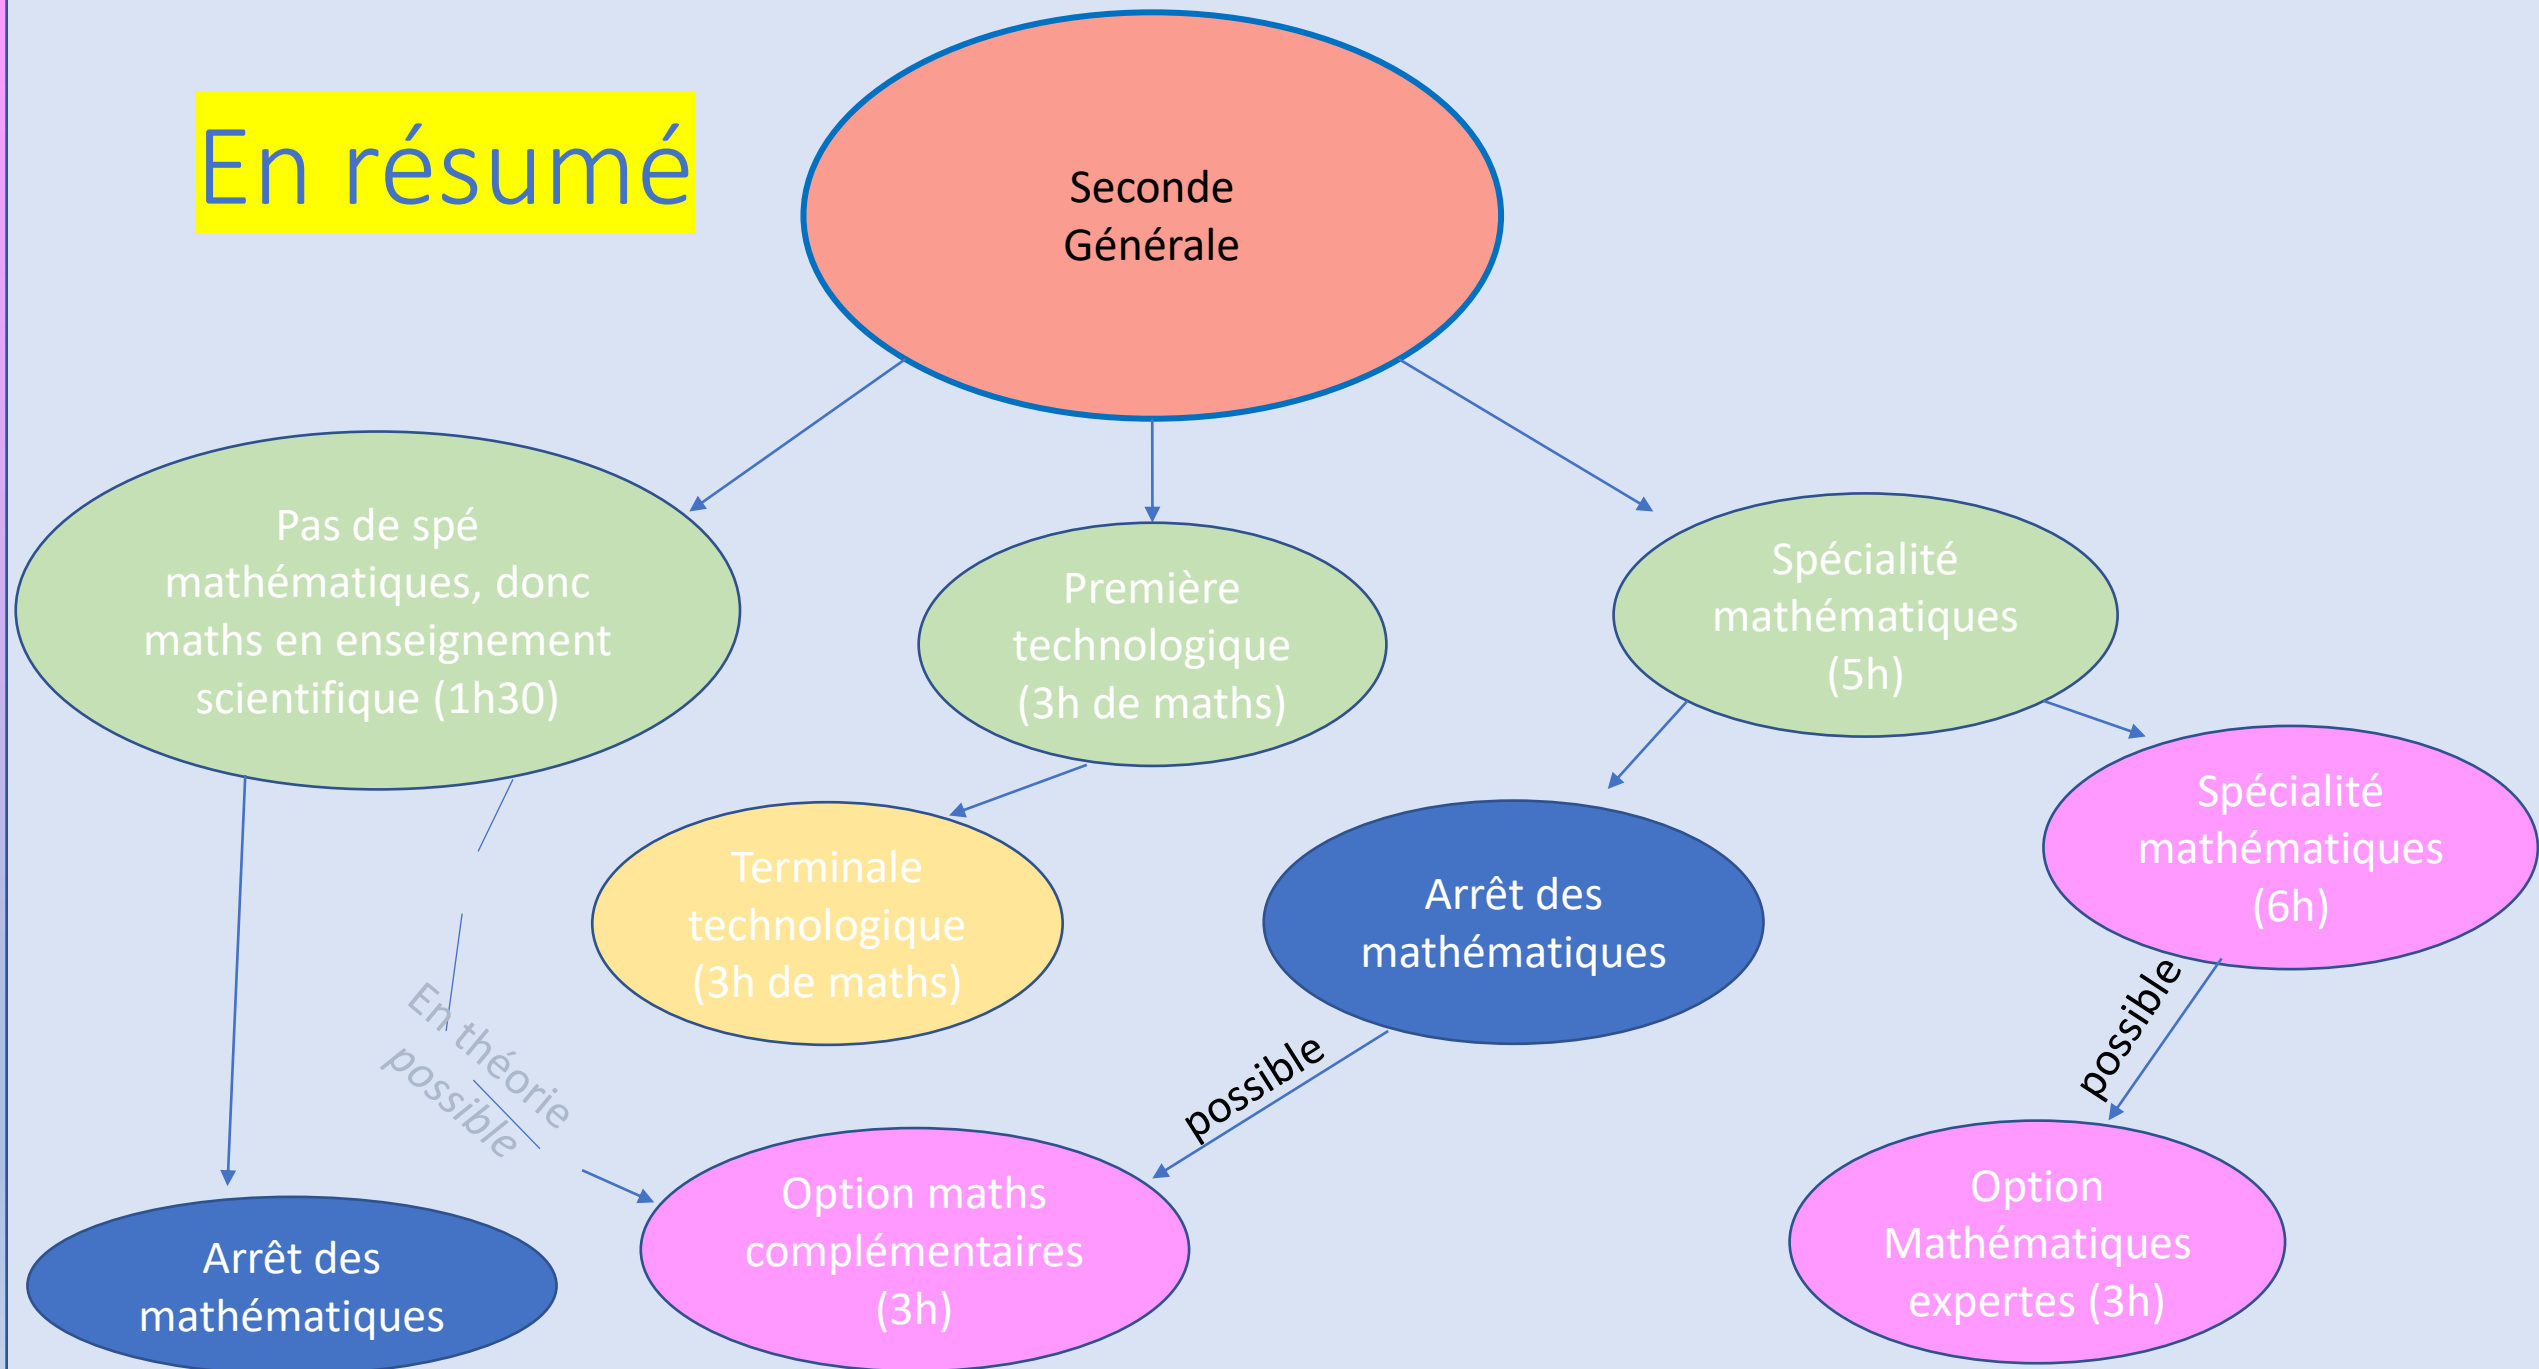 En résumé
Seconde
Générale
Pas de spé
mathématiques, donc
maths en enseignement
scientifique (1h30)
Première
technologique
(3h de maths)
Spécialité
mathématiques
(5h)
Terminale
technologique
(3h de maths)
Arrêt des
mathématiques
Spécialité
mathématiques
(6h)
En théorie
possible
possible
possible
Arrêt des
mathématiques
Option maths
complémentaires
(3h)
Option
Mathématiques
expertes (3h)